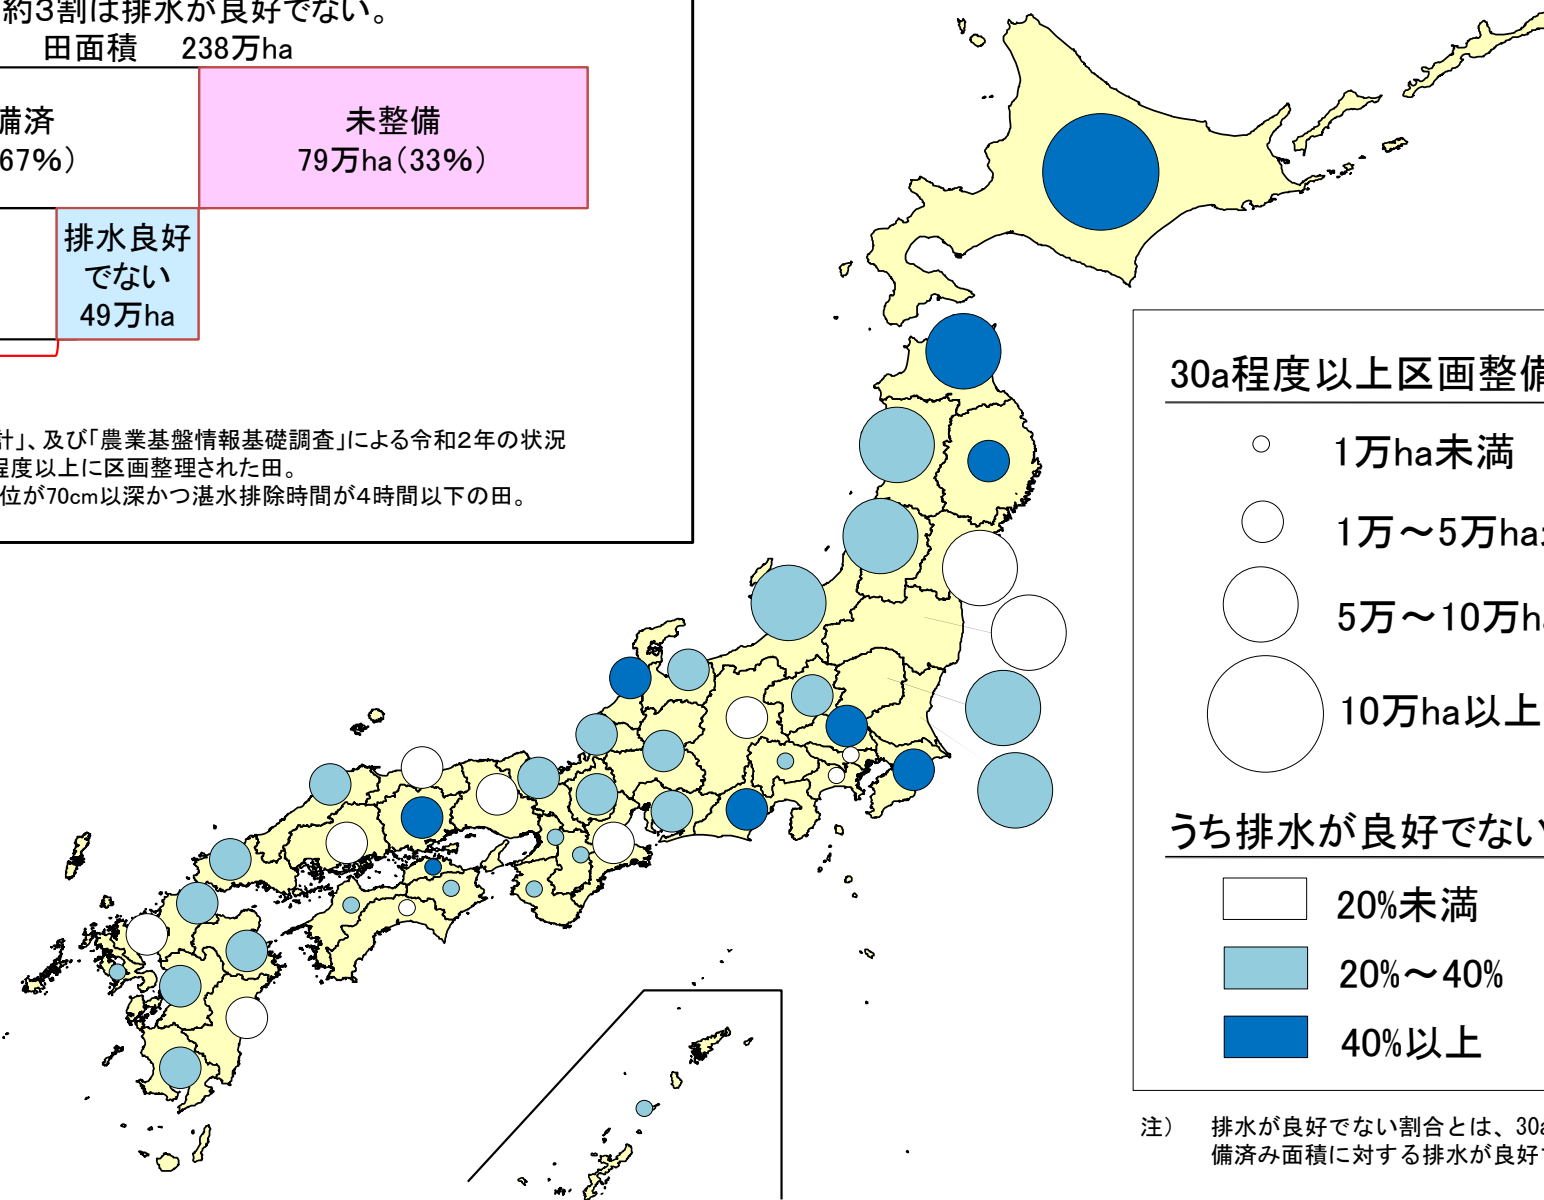 約３割は排水が良好でない。
田面積　238万ha
備済
67％）
未整備
79万ha（33％）
排水良好
でない
49万ha
計」、及び「農業基盤情報基礎調査」による令和２年の状況
程度以上に区画整理された田。
位が70cm以深かつ湛水排除時間が４時間以下の田。
30a程度以上区画整備
1万ha未満
1万～5万ha
5万～10万h
10万ha以上
うち排水が良好でない
20%未満
20%～40%
40%以上
注）　排水が良好でない割合とは、30a
備済み面積に対する排水が良好